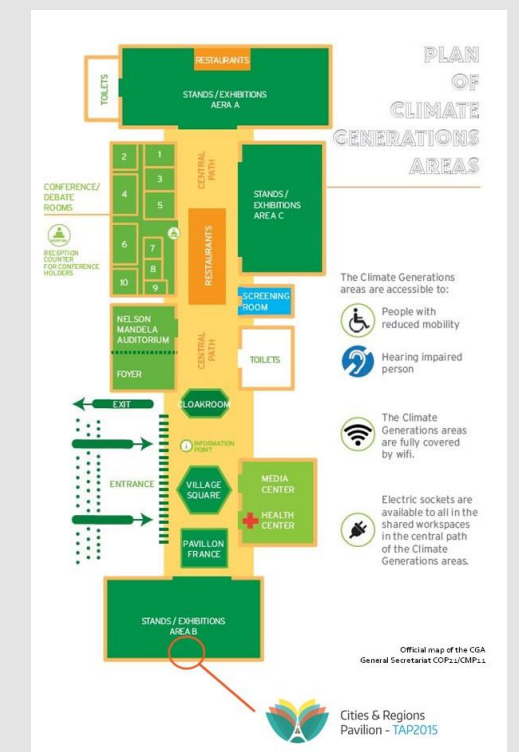 PLAN
OF
CLIMATE
GENERATIONS
AREAS
RESTAURANTS
TOILETS
STANDS / EXHIBITIONS
AERA A
2
1
3
4
5
6
7
8
10
9
CENTRAL
PATH
CONFERENCE/
DEBATE
ROOMS
RECEPTION
COUNTER
FOR CONFERENCE
HOLDERS
STANDS /
EXHIBITIONS
AREA C
RESTAURANTS
SCREENING
ROOM
NELSON
MANDELA
AUDITORIUM
FOYER
CENTRAL
PATH
TOILETS
EXIT
CLOAKROOM
INFORMATION
POINT
ENTRANCE
VILLAGE
SQUARE
MEDIA
CENTER
HEALTH
CENTER
PAVILLON
FRANCE
STANDS / EXHIBITIONS
AREA B
The Climate Generations
areas are accessible to:
People with
reduced mobility
Hearing impaired
person
The Climate
Generations areas
are fully covered
by wifi.
Electric sockets are
available to all in the
shared workspaces
in the central path
of the Climate
Generations areas.
Official map of the CGA
General Secretariat COP21/CMP11
Cities & Regions
Pavilion - TAP2015